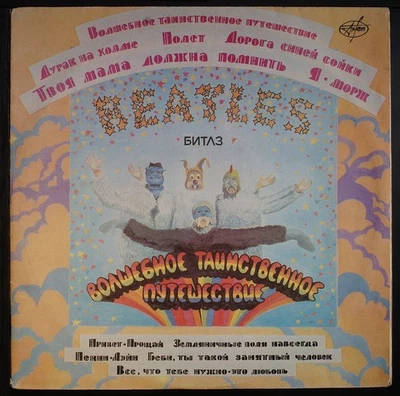 Волшебное таинственное путешествие
Дурак на холме Полет Дорога синей сойки
Твоя мама должна помнить Я - морж
BEATLES
БИТЛЗ
ВОЛШЕБНОЕ ТАИНСТВЕННОЕ
ПУТЕШЕСТВИЕ
Привет-Прощай Земляничные поля навсегда
Пенни-Лэйн Беби, ты такой занятный человек
Все, что тебе нужно-это любовь